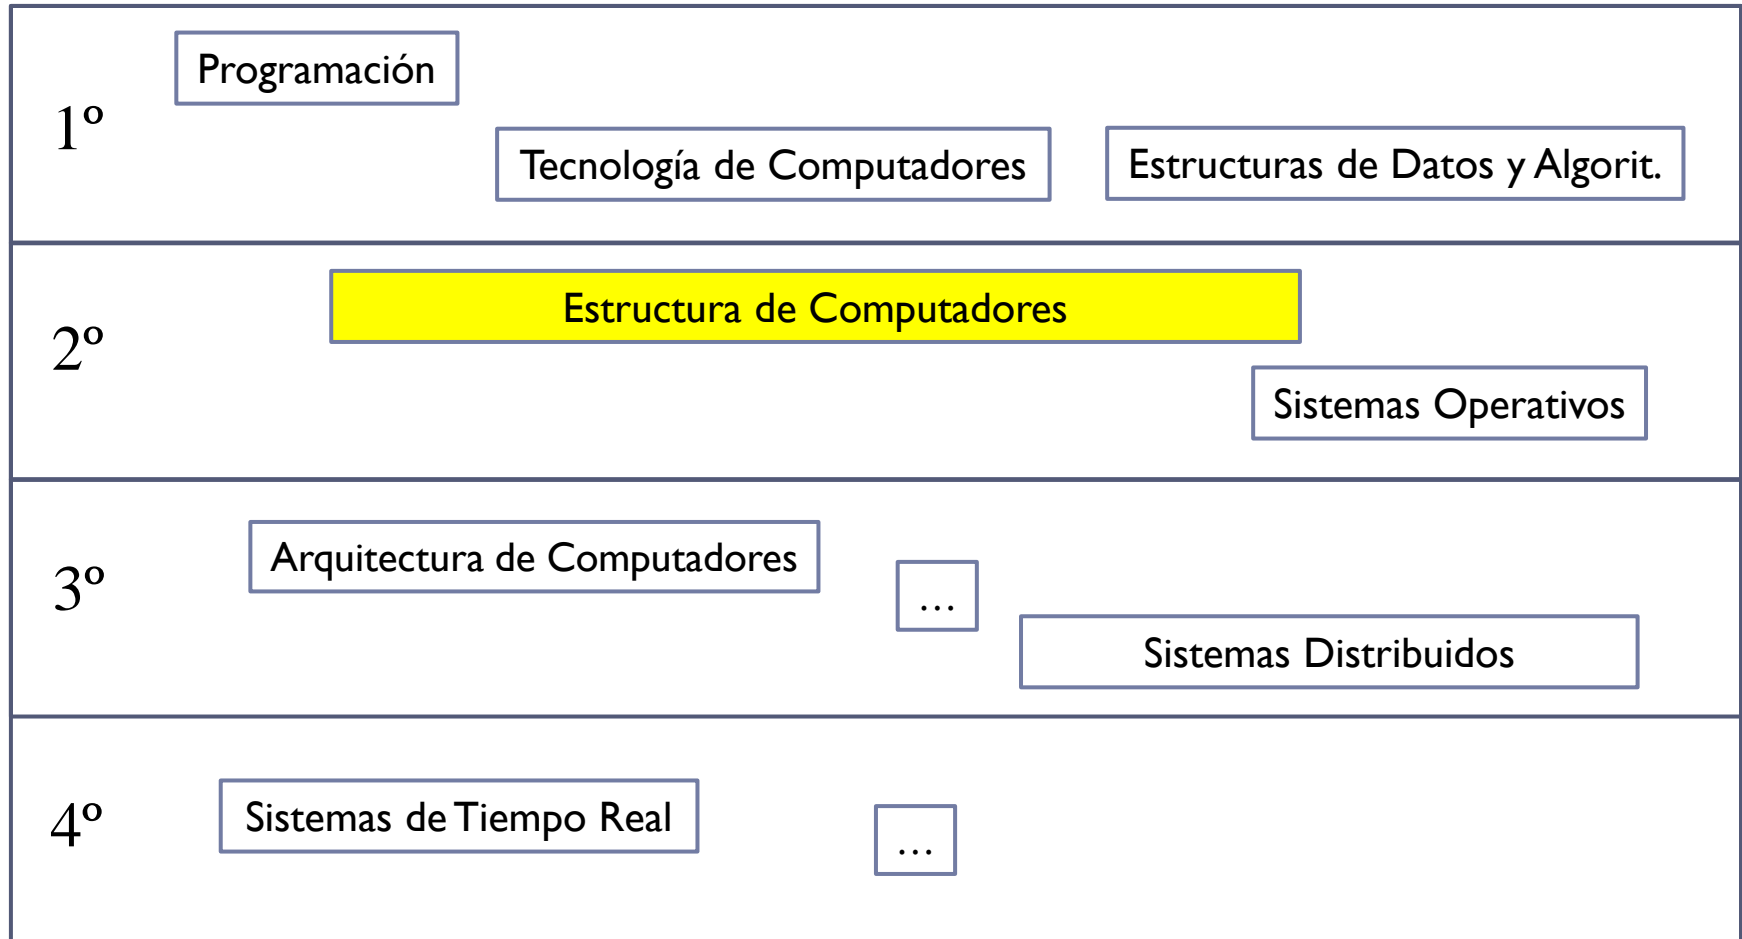 Programación
1º
Tecnología de Computadores
Estructuras de Datos y Algorit.
Estructura de Computadores
2º
Sistemas Operativos
Arquitectura de Computadores
3º
...
Sistemas Distribuidos
Sistemas de Tiempo Real
4º
...